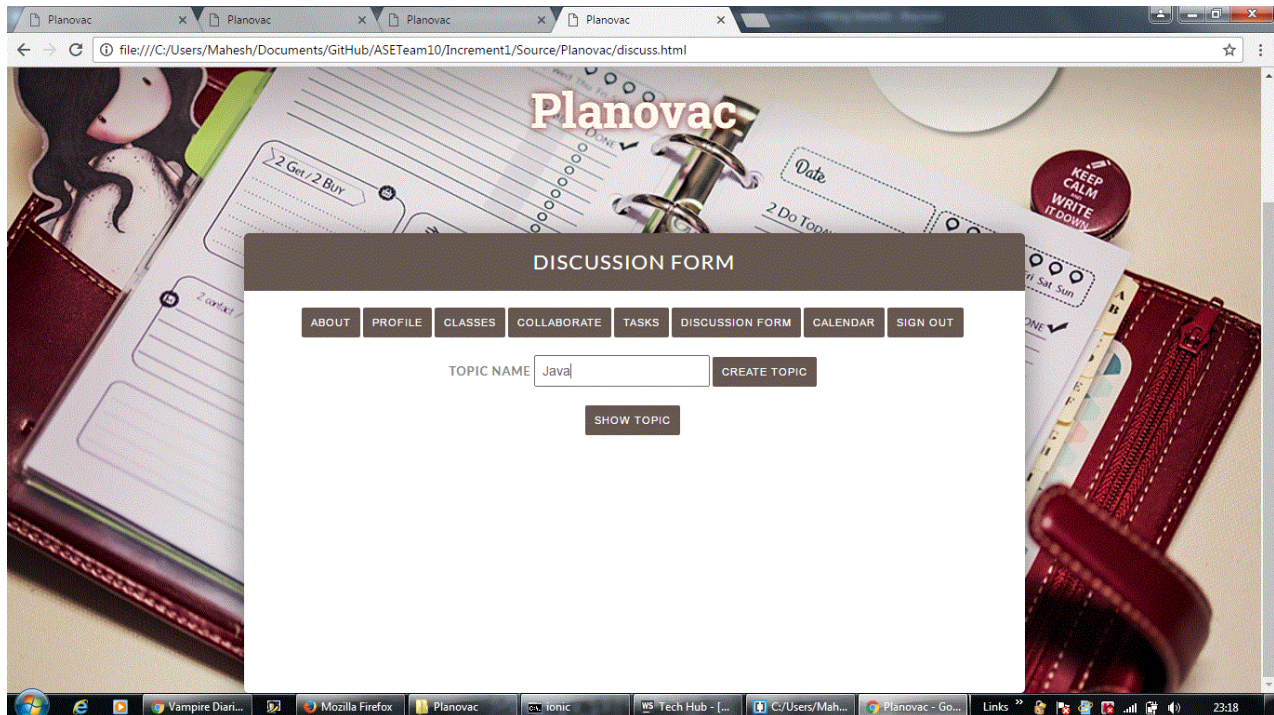 Planovac
Planovac
Planovac
Planovac
file:///C:/Users/Mahesh/Documents/GitHub/ASETeam10/Increment1/Source/Planovac/discuss.html
Planovac
DONE
2 Get / 2 Buy
Date
2 Do Today
KEEP
CALM
AND
WRITE
IT DOWN
Fri Sat Sun
2 contact /
DISCUSSION FORM
ABOUT PROFILE CLASSES COLLABORATE TASKS DISCUSSION FORM CALENDAR SIGN OUT
TOPIC NAME Java CREATE TOPIC
SHOW TOPIC
Vampire Diari... Mozilla Firefox Planovac ionic Tech Hub - [... C:/Users/Mah... Planovac - Go... Links 23:18